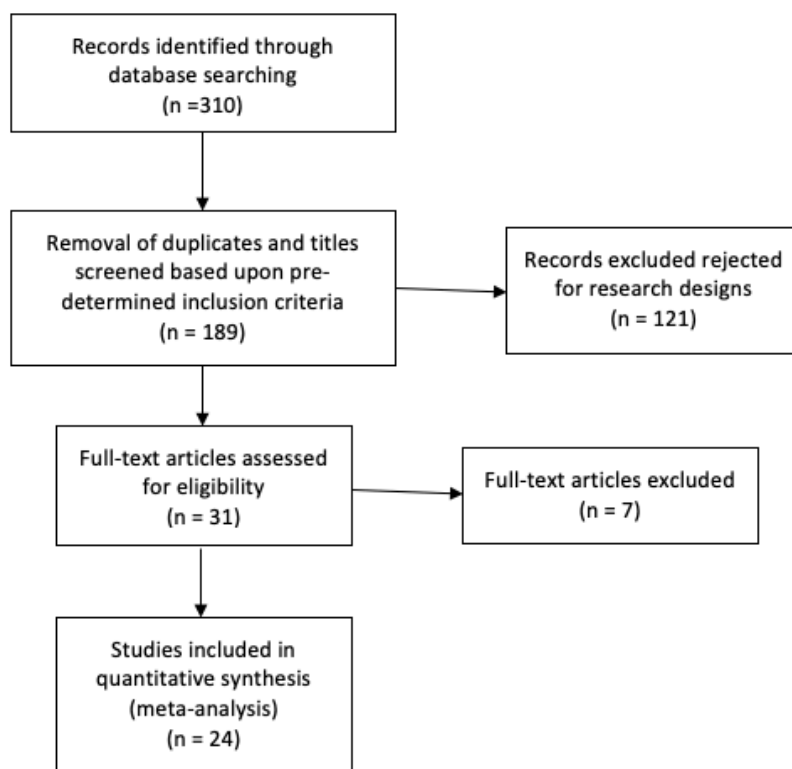 Records identified through
database searching
(n =310)
Removal of duplicates and titles
screened based upon pre-
determined inclusion criteria
(n = 189)
Records excluded rejected
for research designs
(n = 121)
Full-text articles assessed
for eligibility
(n = 31)
Full-text articles excluded
(n = 7)
Studies included in
quantitative synthesis
(meta-analysis)
(n = 24)